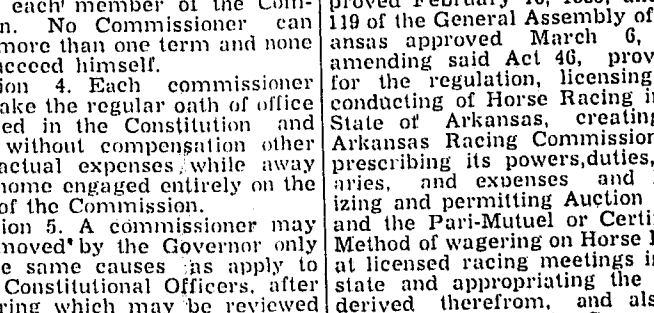 each member of the Com-
n. No Commissioner can
more than one term and none
ucceed himself.
ion 4. Each commissioner
ake the regular oath of office
ed in the Constitution and
without compensation other
actual expenses while away
home engaged entirely on the
of the Commission.
ion 5. A commissioner may
moved by the Governor only
e same causes as apply to
Constitutional Officers, after
ring which may be reviewed
proved February
119 of the General Assembly of
ansas approved March 6,
amending said Act 46, prov
for the regulation, licensing
conducting of Horse Racing i
State of Arkansas, creatin
Arkansas Racing Commission
prescribing its powers,duties,
aries, and expenses and
izing and permitting Auction
and the Pari-Mutuel or Certi
Method of wagering on Horse
at licensed racing meetings i
state and appropriating the
derived therefrom, and als